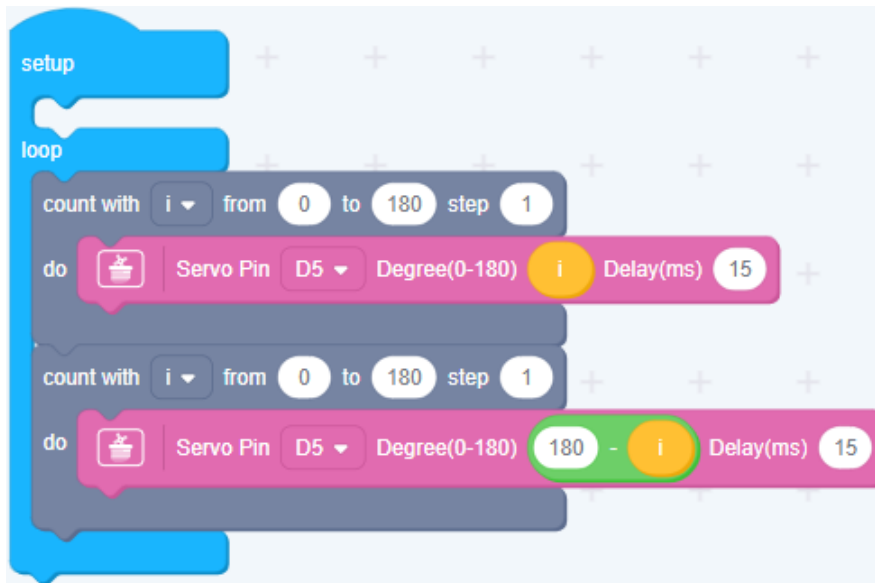 setup
loop
count with i from 0 to 180 step 1
do Servo Pin D5 Degree(0-180) i Delay(ms) 15
count with i from 0 to 180 step 1
do Servo Pin D5 Degree(0-180) 180 - i Delay(ms) 15